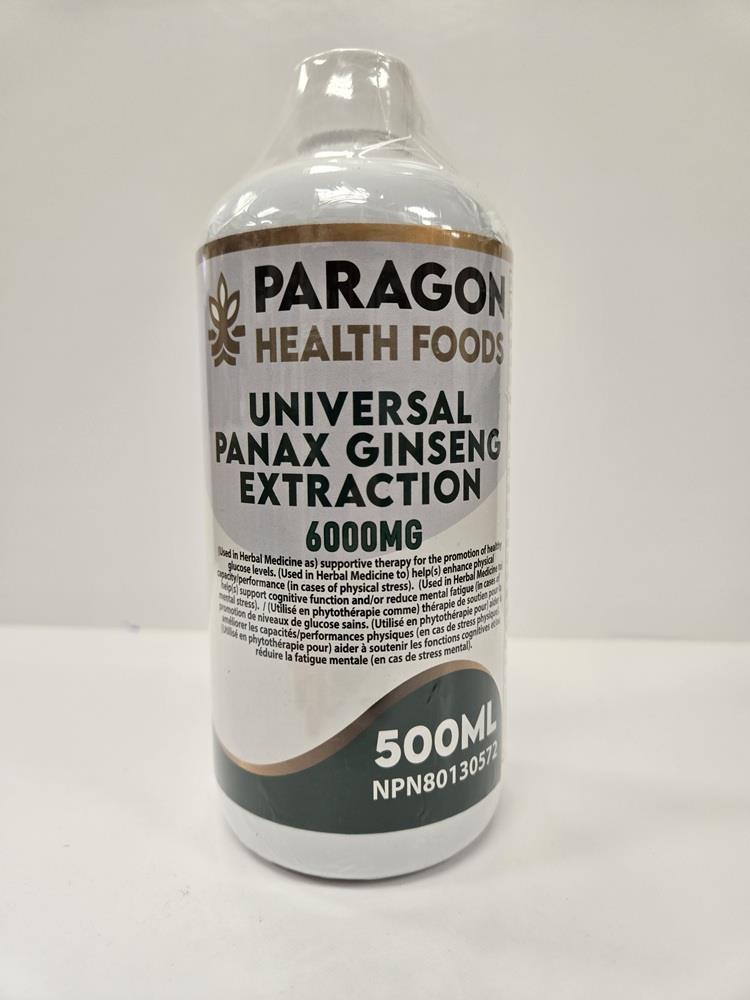 PARAGON
HEALTH FOODS
UNIVERSAL
PANAX GINSENG
EXTRACTION
6000MG
(Used in Herbal Medicine as) supportive therapy for the promotion of healthy
glucose levels. (Used in Herbal Medicine to) help(s) enhance physical
capacity/performance (in cases of physical stress). (Used in Herbal Medicine to)
help(s) support cognitive function and/or reduce mental fatigue (in cases of
mental stress). / (Utilisé en phytothérapie comme) thérapie de soutien pour la
promotion de niveaux de glucose sains. (Utilisé en phytothérapie pour) aider à
améliorer les capacités/performances physiques (en cas de stress physique).
(Utilisé en phytothérapie pour) aider à soutenir les fonctions cognitives et/ou
réduire la fatigue mentale (en cas de stress mental).
500ML
NPN80130572